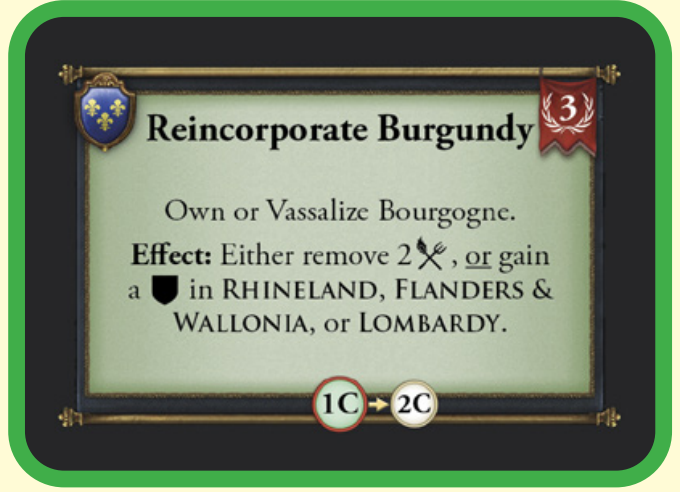 Reincorporate Burgundy
3
Own or Vassalize Bourgogne.
Effect: Either remove 2 , or gain
a in RHINELAND, FLANDERS &
WALLONIA, or LOMBARDY.
1C 2C